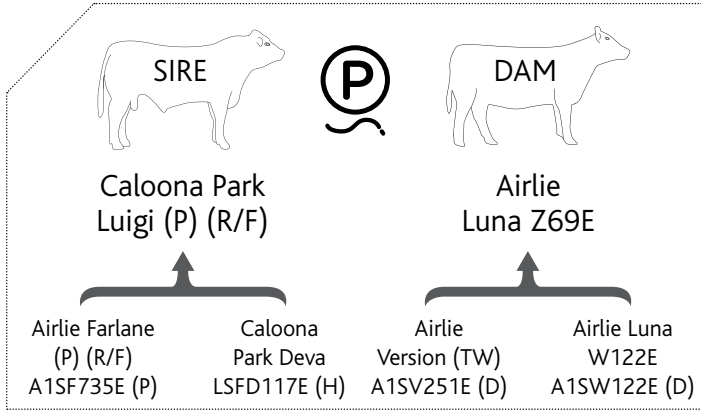 SIRE
P
DAM
Caloona Park
Luigi (P) (R/F)
Airlie
Luna Z69E
Airlie Farlane
(P) (R/F)
A1SF735E (P)
Caloona
Park Deva
LSFD117E (H)
Airlie
Version (TW)
A1SV251E (D)
Airlie Luna
W122E
A1SW122E (D)